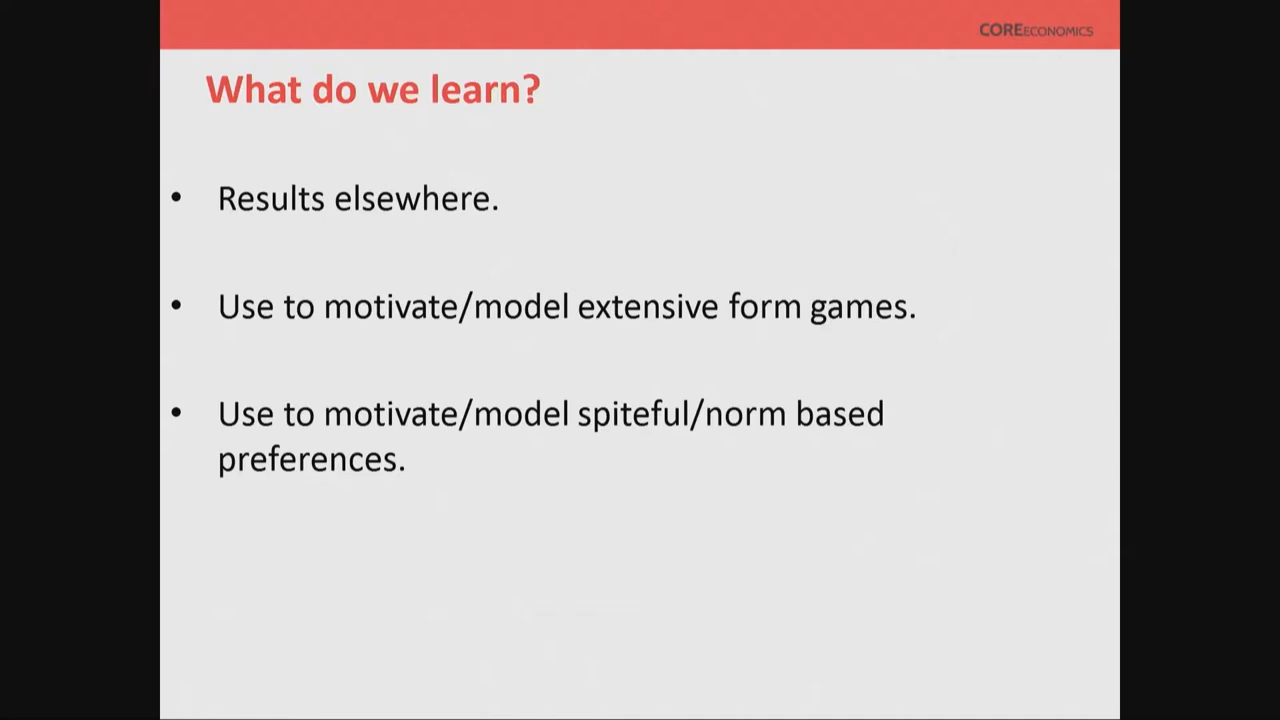 COREECONOMICS
What do we learn?
• Results elsewhere.
• Use to motivate/model extensive form games.
• Use to motivate/model spiteful/norm based
preferences.